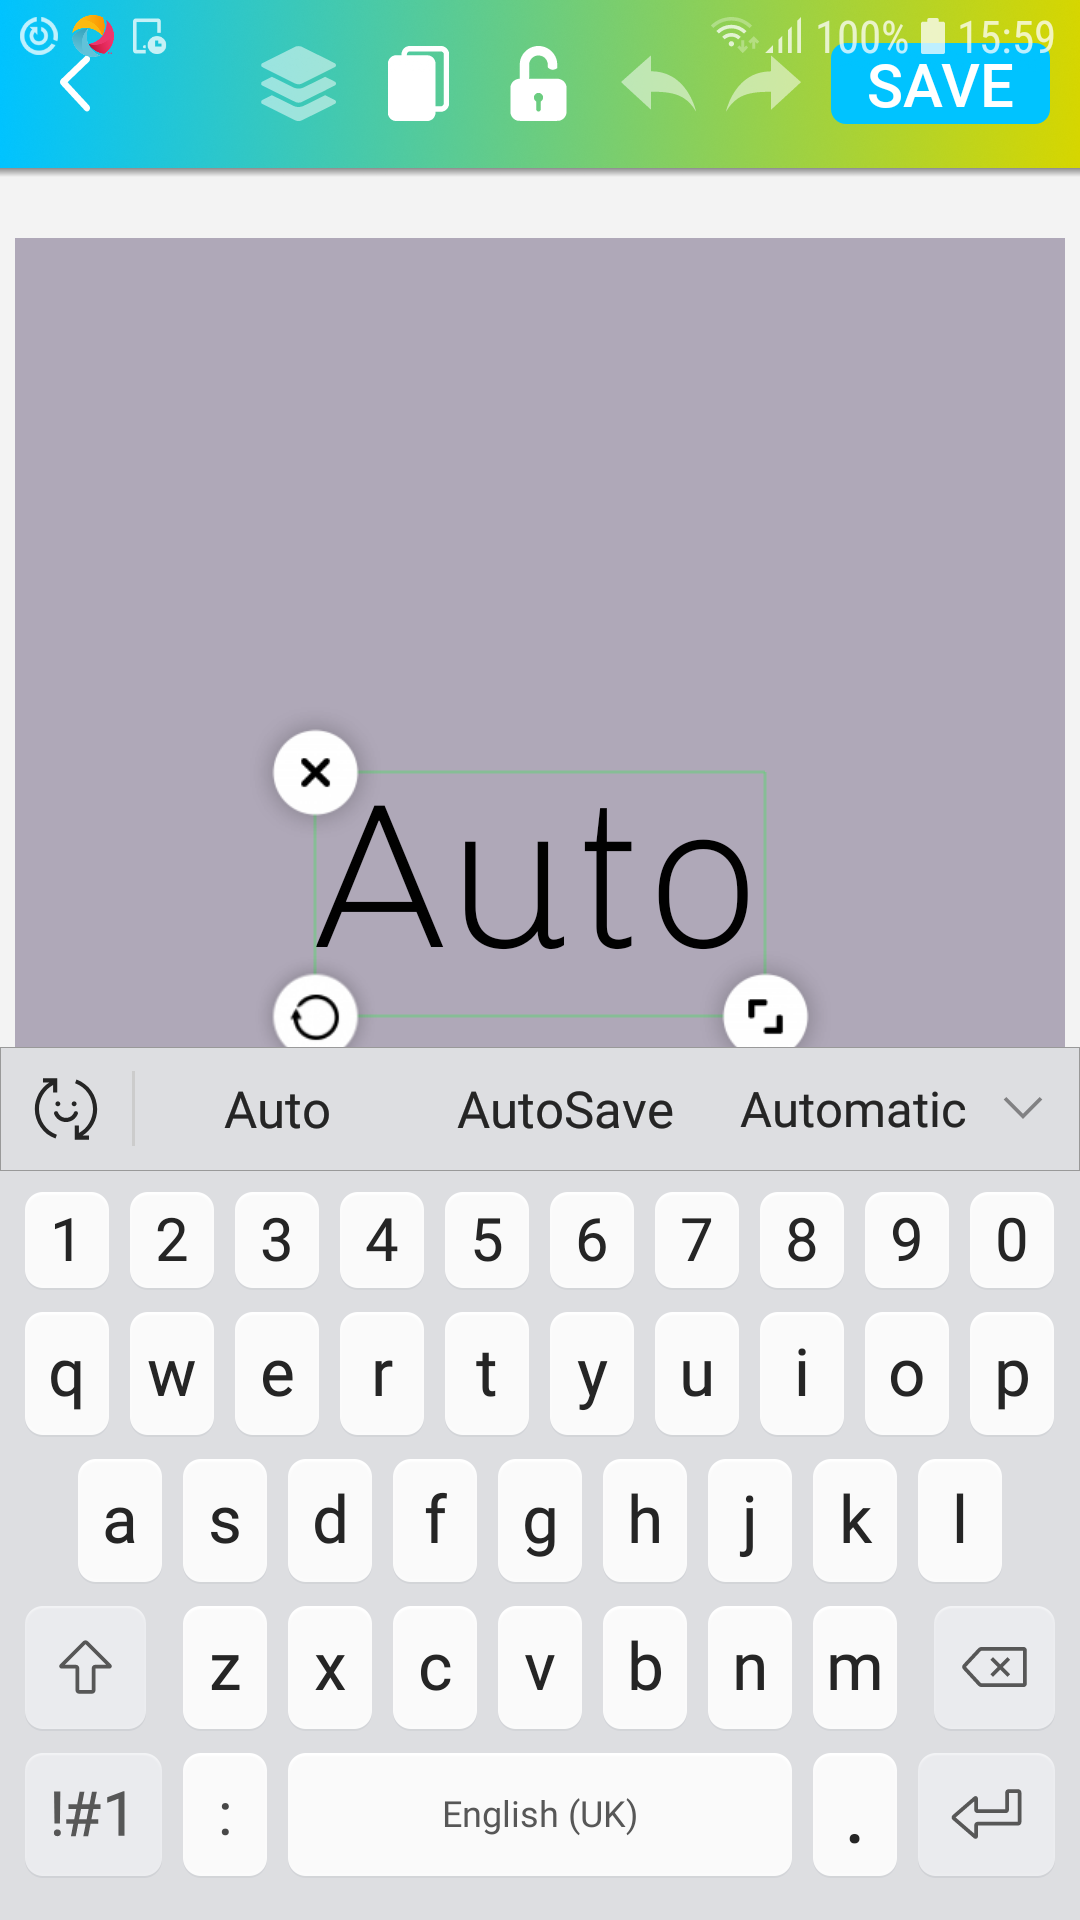 100% 15:59
SAVE
Auto
Auto AutoSave Automatic
1 2 3 4 5 6 7 8 9 0
q w e r t y u i o p
a s d f g h j k l
z x c v b n m
!#1 : English (UK) .